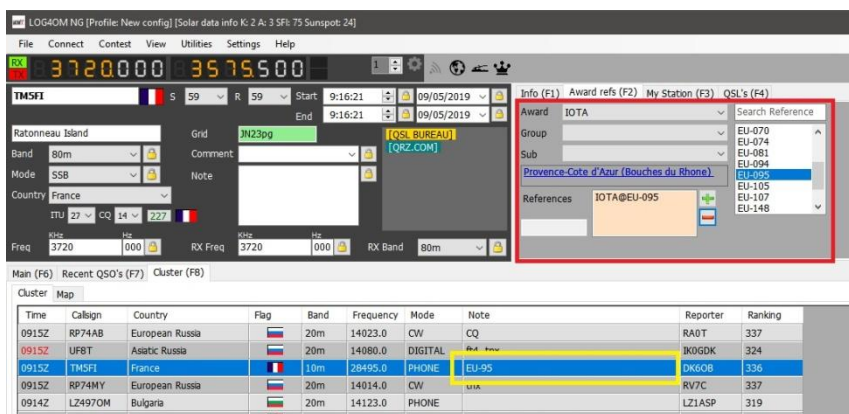 LOG4OM NG [Profile: New config] [Solar data info K: 2 A: 3 SFI: 75 Sunspot: 24]
File Connect Contest View Utilities Settings Help
RX TX 3720.000 3575.500 1
TM5FI S 59 R 59 Start 9:16:21 09/05/2019
End 9:16:21 09/05/2019
Ratonneau Island Grid JN23pg [QSL BUREAU]
[QRZ.COM]
Band 80m Comment
Mode SSB Note
Country France
ITU 27 CQ 14 227
KHz Hz KHz Hz
Freq 3720 000 RX Freq 3720 000 RX Band 80m
Info (F1) Award refs (F2) My Station (F3) QSL's (F4)
Award IOTA Search Reference
Group
Sub
Provence-Cote d'Azur (Bouches du Rhone)
References IOTA@EU-095
EU-070
EU-074
EU-081
EU-094
EU-095
EU-105
EU-107
EU-148
Main (F6) Recent QSO's (F7) Cluster (F8)
Cluster Map
Time Callsign Country Flag Band Frequency Mode Note Reporter Ranking
0915Z RP74AB European Russia 20m 14023.0 CW CQ RA0T 337
0915Z UF8T Asiatic Russia 20m 14080.0 DIGITAL IK0GDK 324
0915Z TM5FI France 10m 28495.0 PHONE EU-95 DK6OB 336
0915Z RP74MY European Russia 20m 14014.0 CW tnx RV7C 337
0914Z LZ497OM Bulgaria 20m 14123.0 PHONE LZ1ASP 319